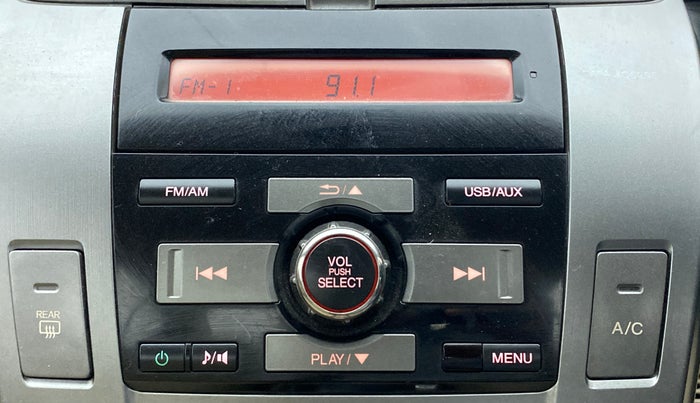 FM-1 91.1
FM/AM
USB/AUX
VOL
PUSH
SELECT
REAR
A/C
PLAY/
MENU